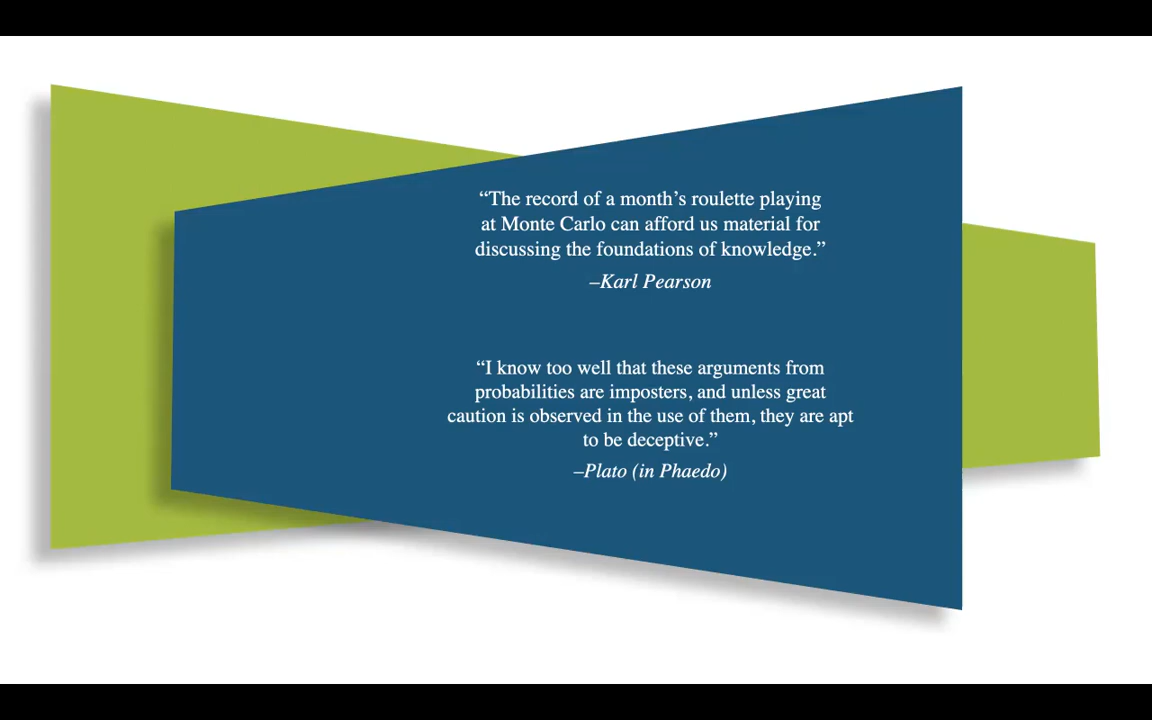 “The record of a month’s roulette playing
at Monte Carlo can afford us material for
discussing the foundations of knowledge.”
–Karl Pearson
“I know too well that these arguments from
probabilities are imposters, and unless great
caution is observed in the use of them, they are apt
to be deceptive.”
–Plato (in Phaedo)